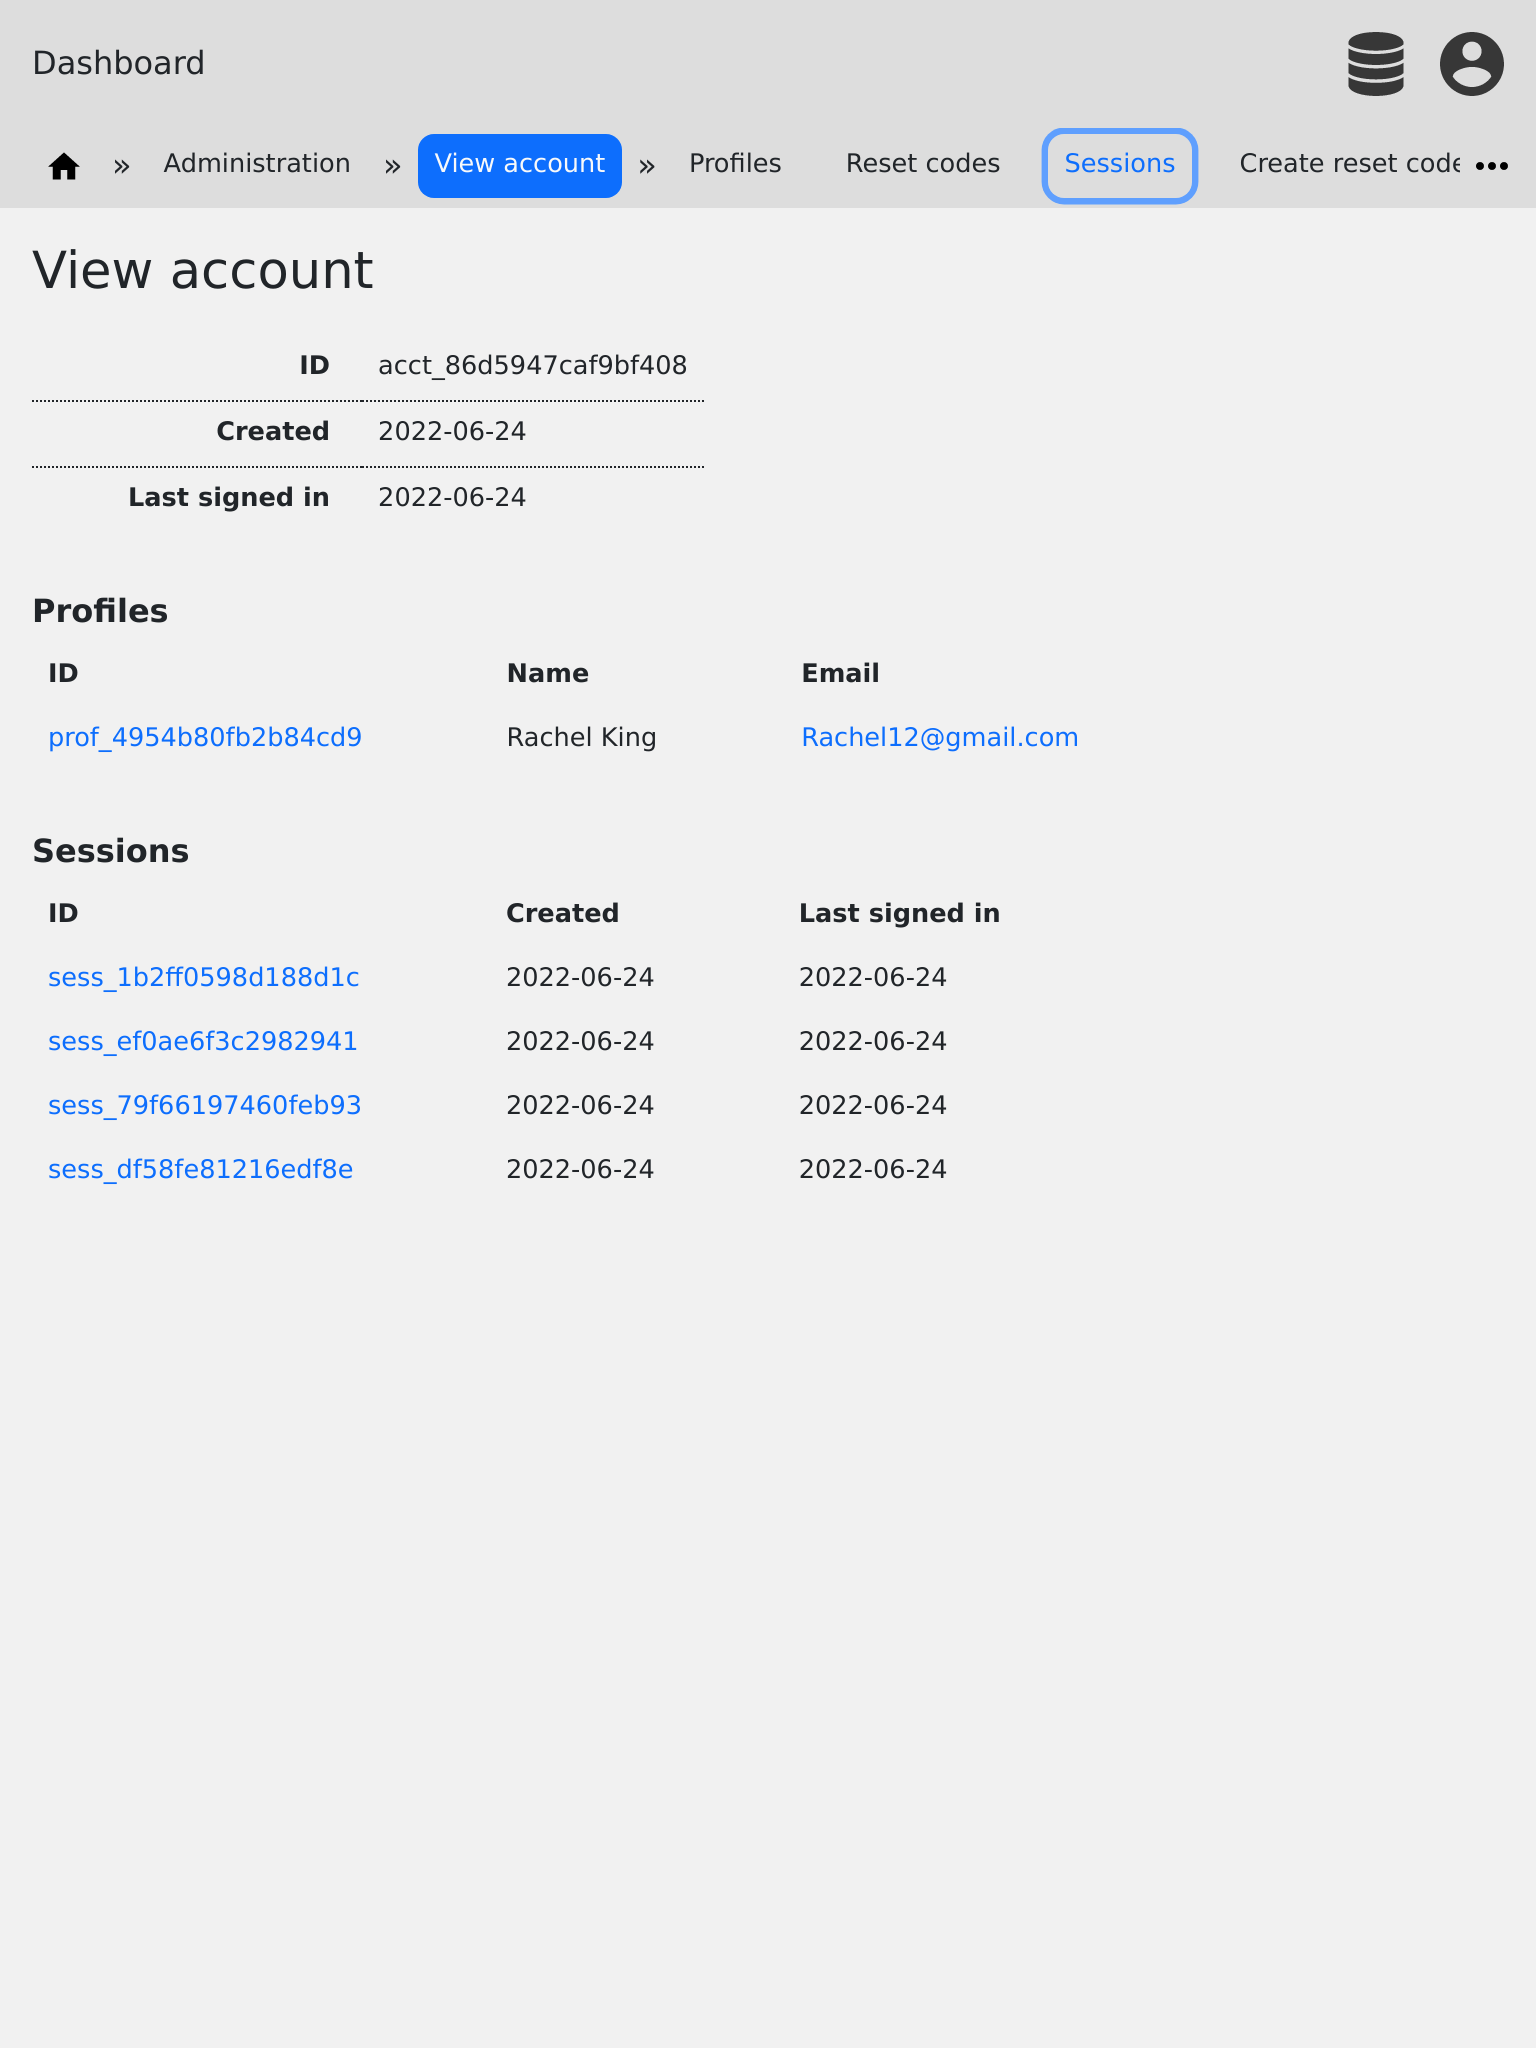 Dashboard
» Administration » View account » Profiles Reset codes Sessions Create reset code
View account
ID acct_86d5947caf9bf408
Created 2022-06-24
Last signed in 2022-06-24
Profiles
ID Name Email
prof_4954b80fb2b84cd9 Rachel King Rachel12@gmail.com
Sessions
ID Created Last signed in
sess_1b2ff0598d188d1c 2022-06-24 2022-06-24
sess_ef0ae6f3c2982941 2022-06-24 2022-06-24
sess_79f66197460feb93 2022-06-24 2022-06-24
sess_df58fe81216edf8e 2022-06-24 2022-06-24